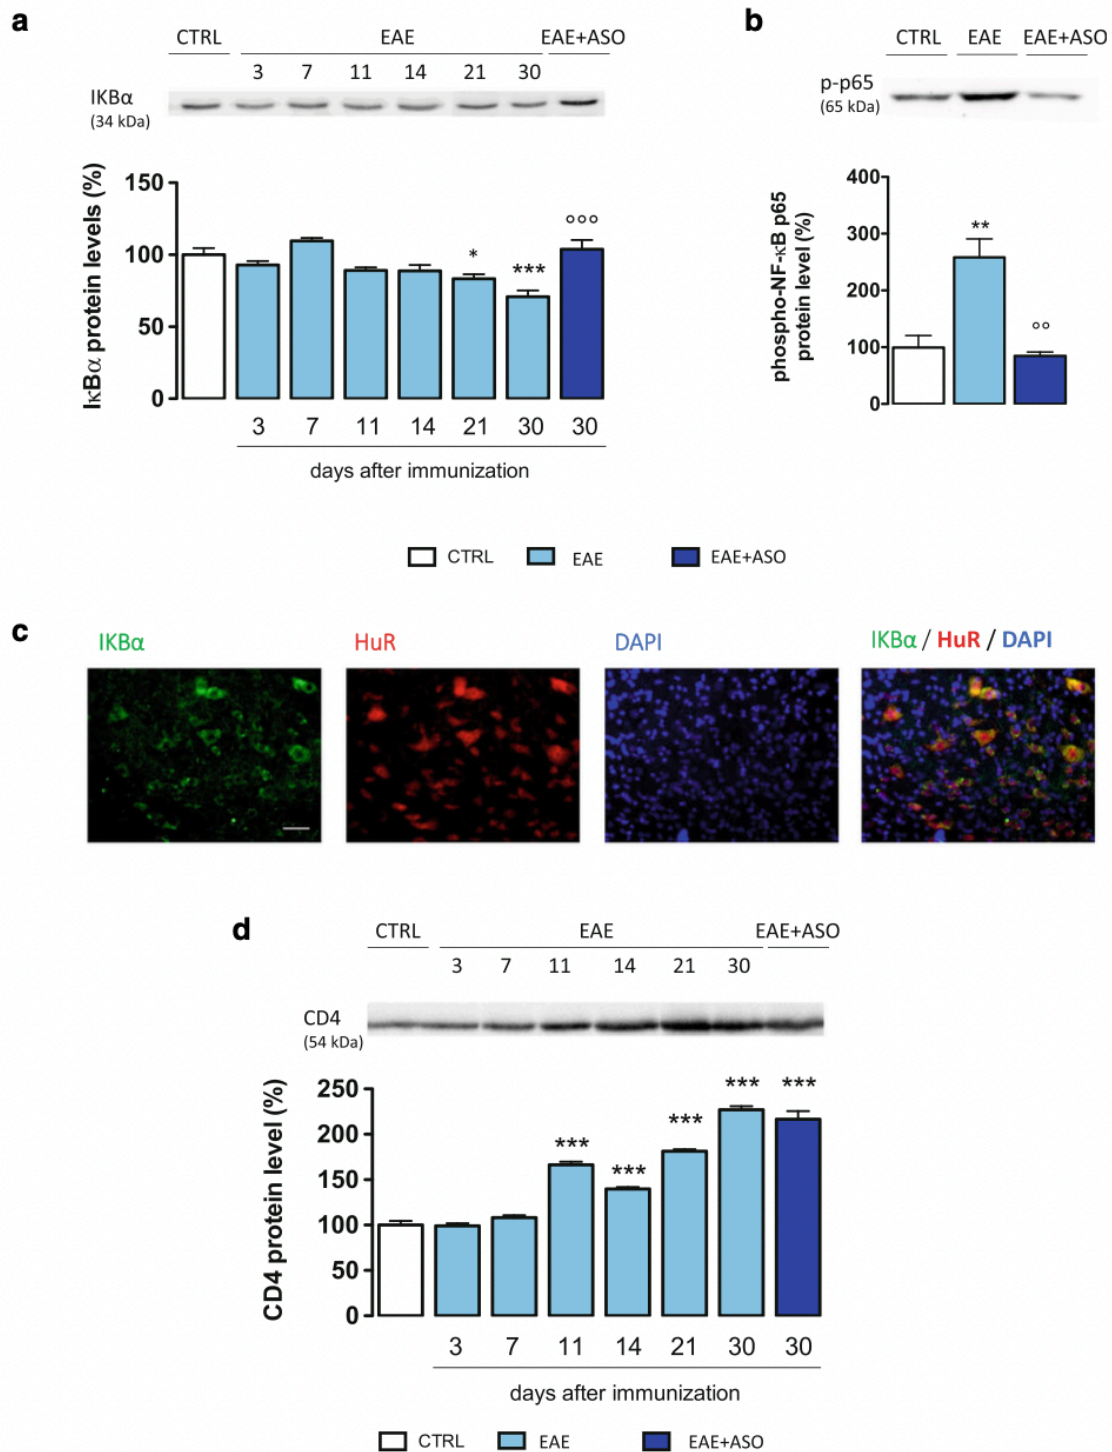 a
CTRL EAE EAE+ASO
3 7 11 14 21 30
IKBα
(34 kDa)
IκBα protein levels (%)
150
100
50
0
* *** °°°
3 7 11 14 21 30 30
days after immunization
b
CTRL EAE EAE+ASO
p-p65
(65 kDa)
phospho-NF-κB p65
protein level (%)
400
300
200
100
0
** °°
CTRL EAE EAE+ASO
c
IKBα HuR DAPI IKBα / HuR / DAPI
d
CTRL EAE EAE+ASO
3 7 11 14 21 30
CD4
(54 kDa)
CD4 protein level (%)
250
200
150
100
50
0
*** *** *** *** ***
3 7 11 14 21 30 30
days after immunization
CTRL EAE EAE+ASO